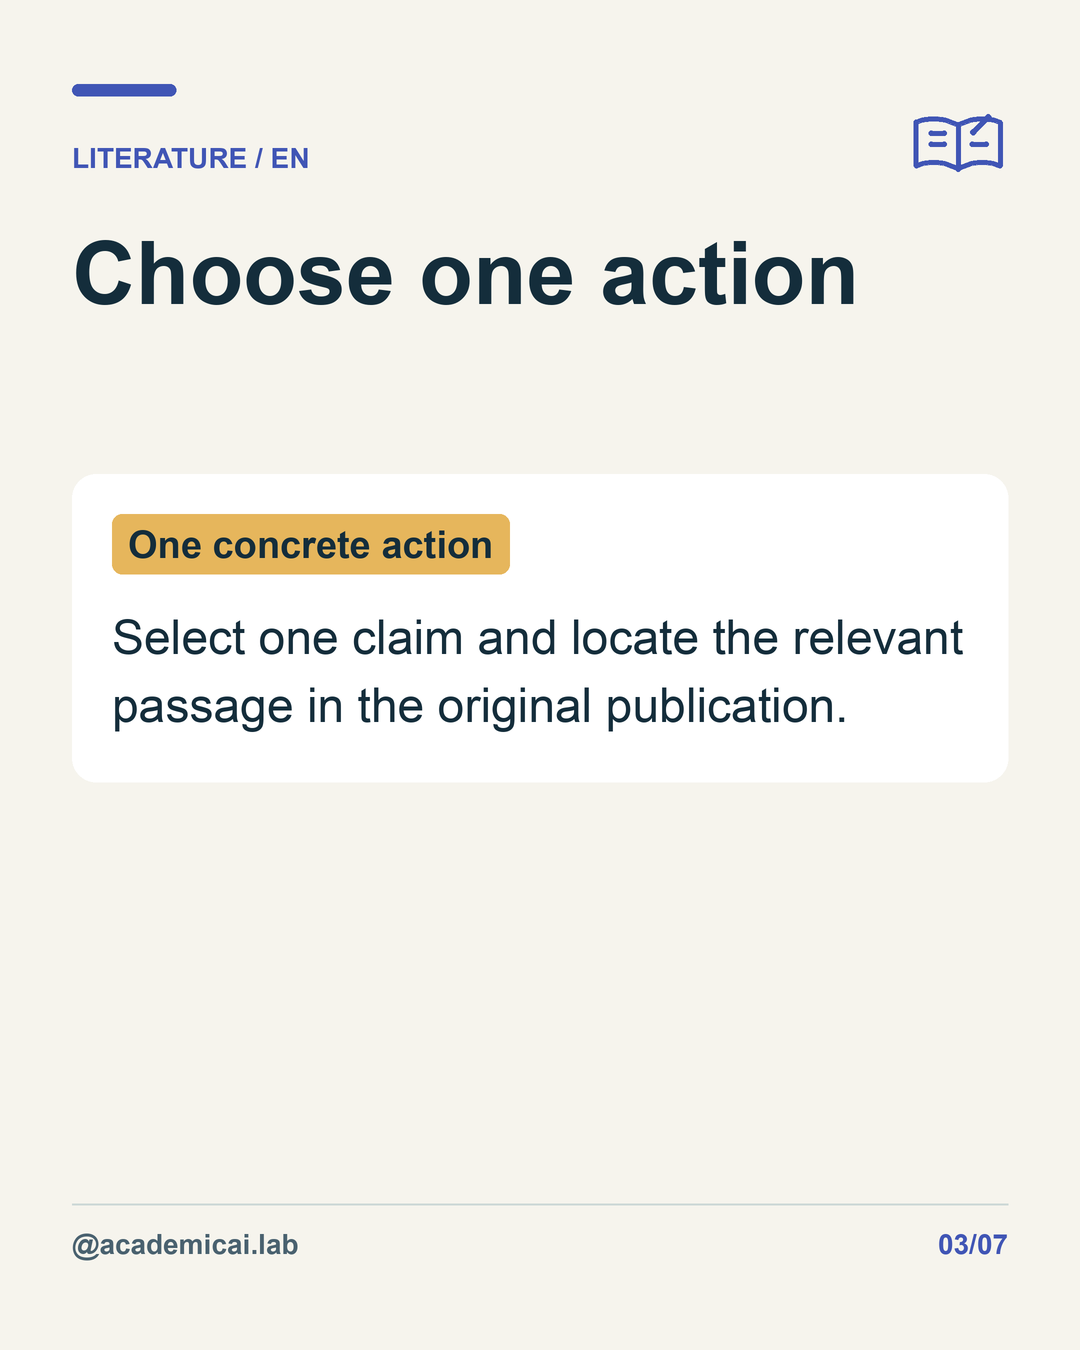 LITERATURE / EN
Choose one action
One concrete action
Select one claim and locate the relevant
passage in the original publication.
@academicai.lab
03/07